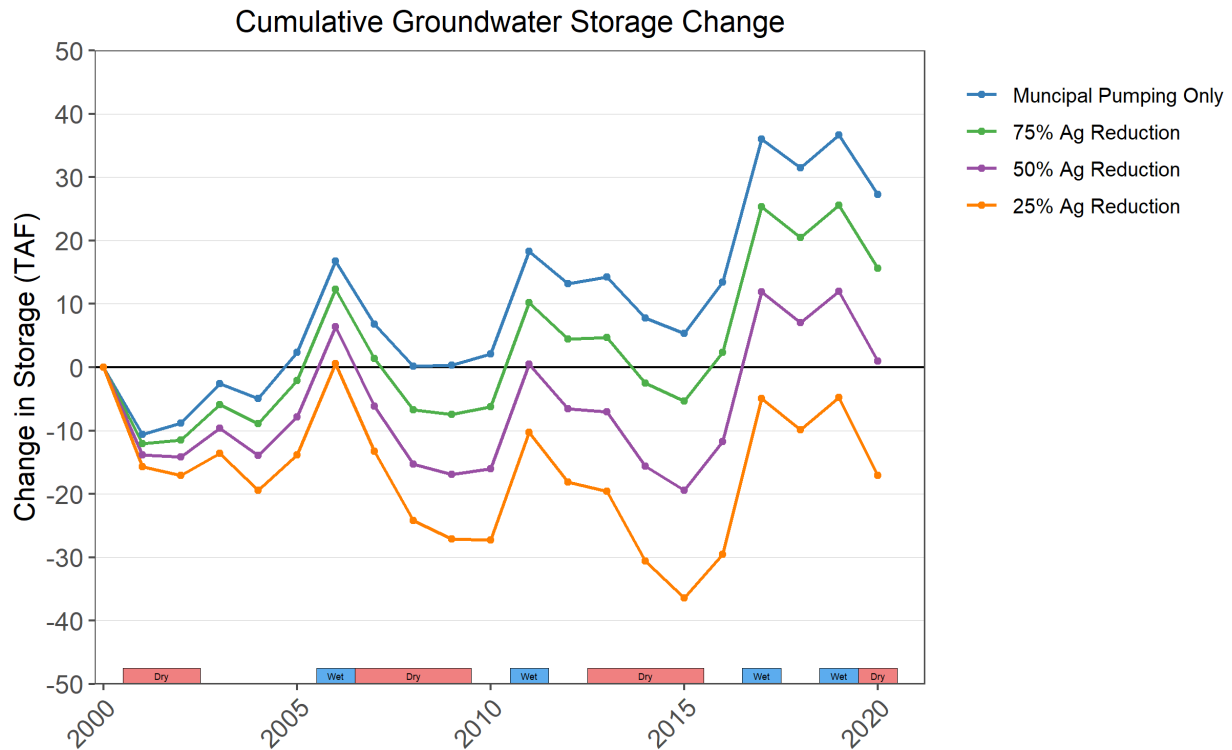 Cumulative Groundwater Storage Change
Change in Storage (TAF)
50
40
30
20
10
0
-10
-20
-30
-40
-50
Dry
Wet
Dry
Wet
Dry
Wet
Wet
Dry
2000
2005
2010
2015
2020
Muncipal Pumping Only
75% Ag Reduction
50% Ag Reduction
25% Ag Reduction